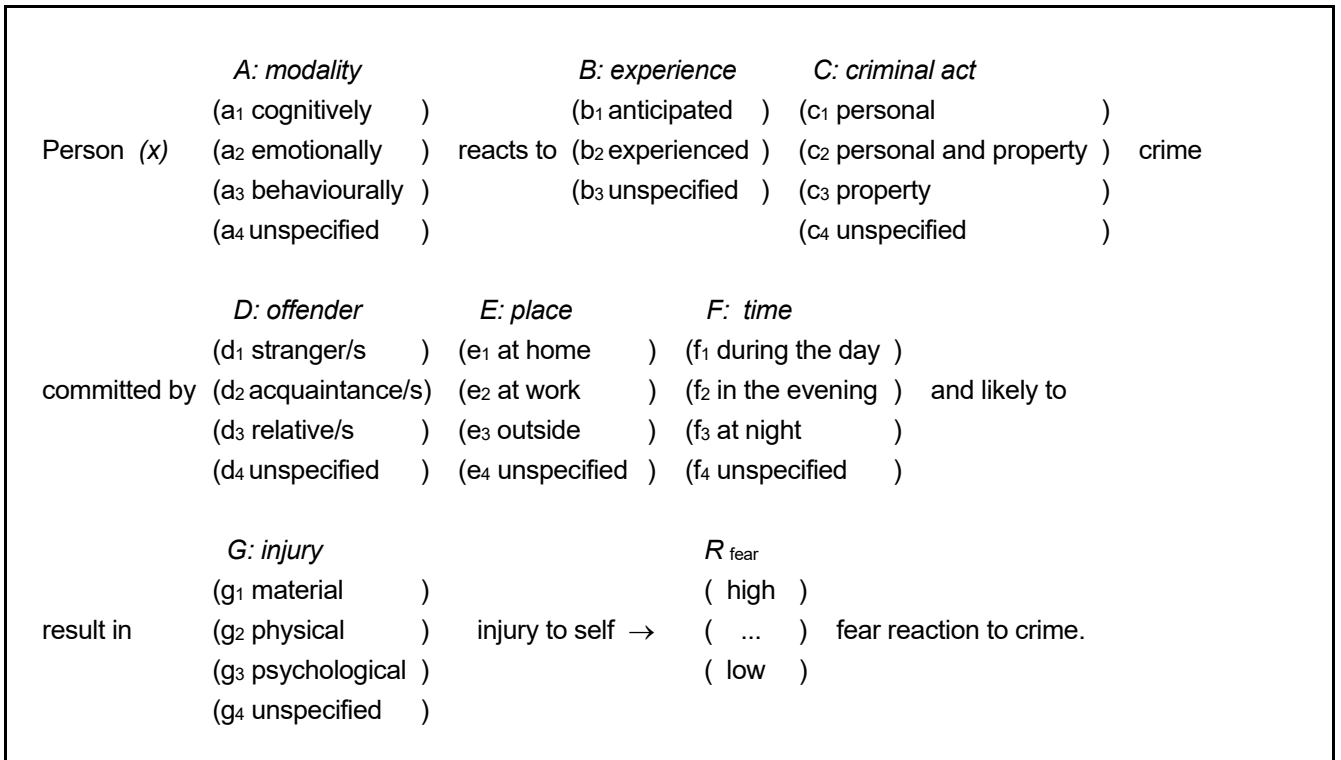 A: modality B: experience C: criminal act
(a1 cognitively ) (b1 anticipated ) (c1 personal )
Person (x) (a2 emotionally ) reacts to (b2 experienced ) (c2 personal and property ) crime
(a3 behaviourally ) (b3 unspecified ) (c3 property )
(a4 unspecified ) (c4 unspecified )
D: offender E: place F: time
(d1 stranger/s ) (e1 at home ) (f1 during the day )
committed by (d2 acquaintance/s) (e2 at work ) (f2 in the evening ) and likely to
(d3 relative/s ) (e3 outside ) (f3 at night )
(d4 unspecified ) (e4 unspecified ) (f4 unspecified )
G: injury R fear
(g1 material ) ( high )
result in (g2 physical ) injury to self → ( ... ) fear reaction to crime.
(g3 psychological ) ( low )
(g4 unspecified )